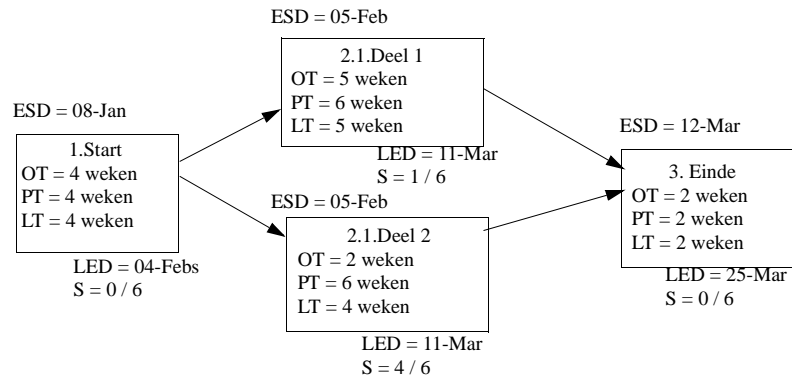 ESD = 08-Jan
1.Start
OT = 4 weken
PT = 4 weken
LT = 4 weken
LED = 04-Febs
S = 0 / 6
ESD = 05-Feb
2.1.Deel 1
OT = 5 weken
PT = 6 weken
LT = 5 weken
LED = 11-Mar
S = 1 / 6
ESD = 05-Feb
2.1.Deel 2
OT = 2 weken
PT = 6 weken
LT = 4 weken
LED = 11-Mar
S = 4 / 6
ESD = 12-Mar
3. Einde
OT = 2 weken
PT = 2 weken
LT = 2 weken
LED = 25-Mar
S = 0 / 6